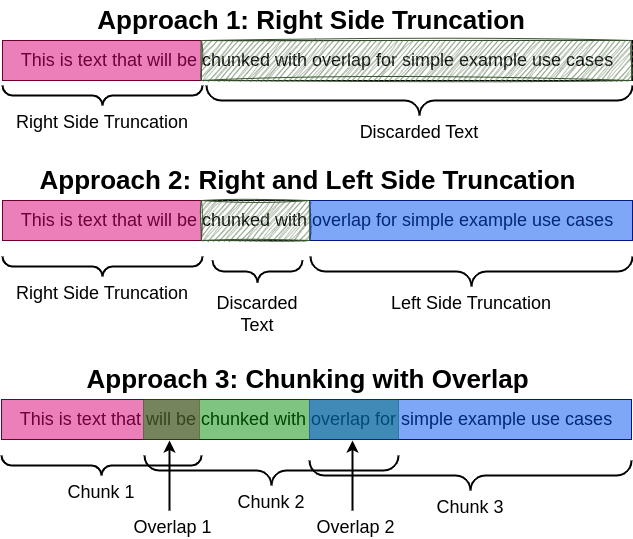 Approach 1: Right Side Truncation
This is text that will be chunked with overlap for simple example use cases
Right Side Truncation
Discarded Text
Approach 2: Right and Left Side Truncation
This is text that will be chunked with overlap for simple example use cases
Right Side Truncation
Discarded
Text
Left Side Truncation
Approach 3: Chunking with Overlap
This is text that will be chunked with overlap for simple example use cases
Chunk 1
Chunk 2
Chunk 3
Overlap 1
Overlap 2